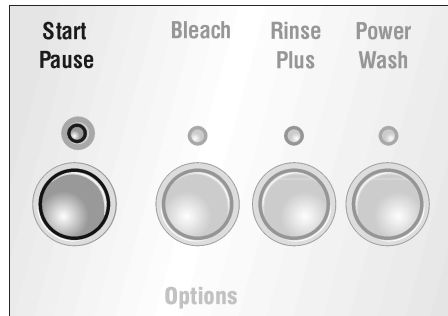 Start
Pause
Bleach
Rinse
Plus
Power
Wash
Options